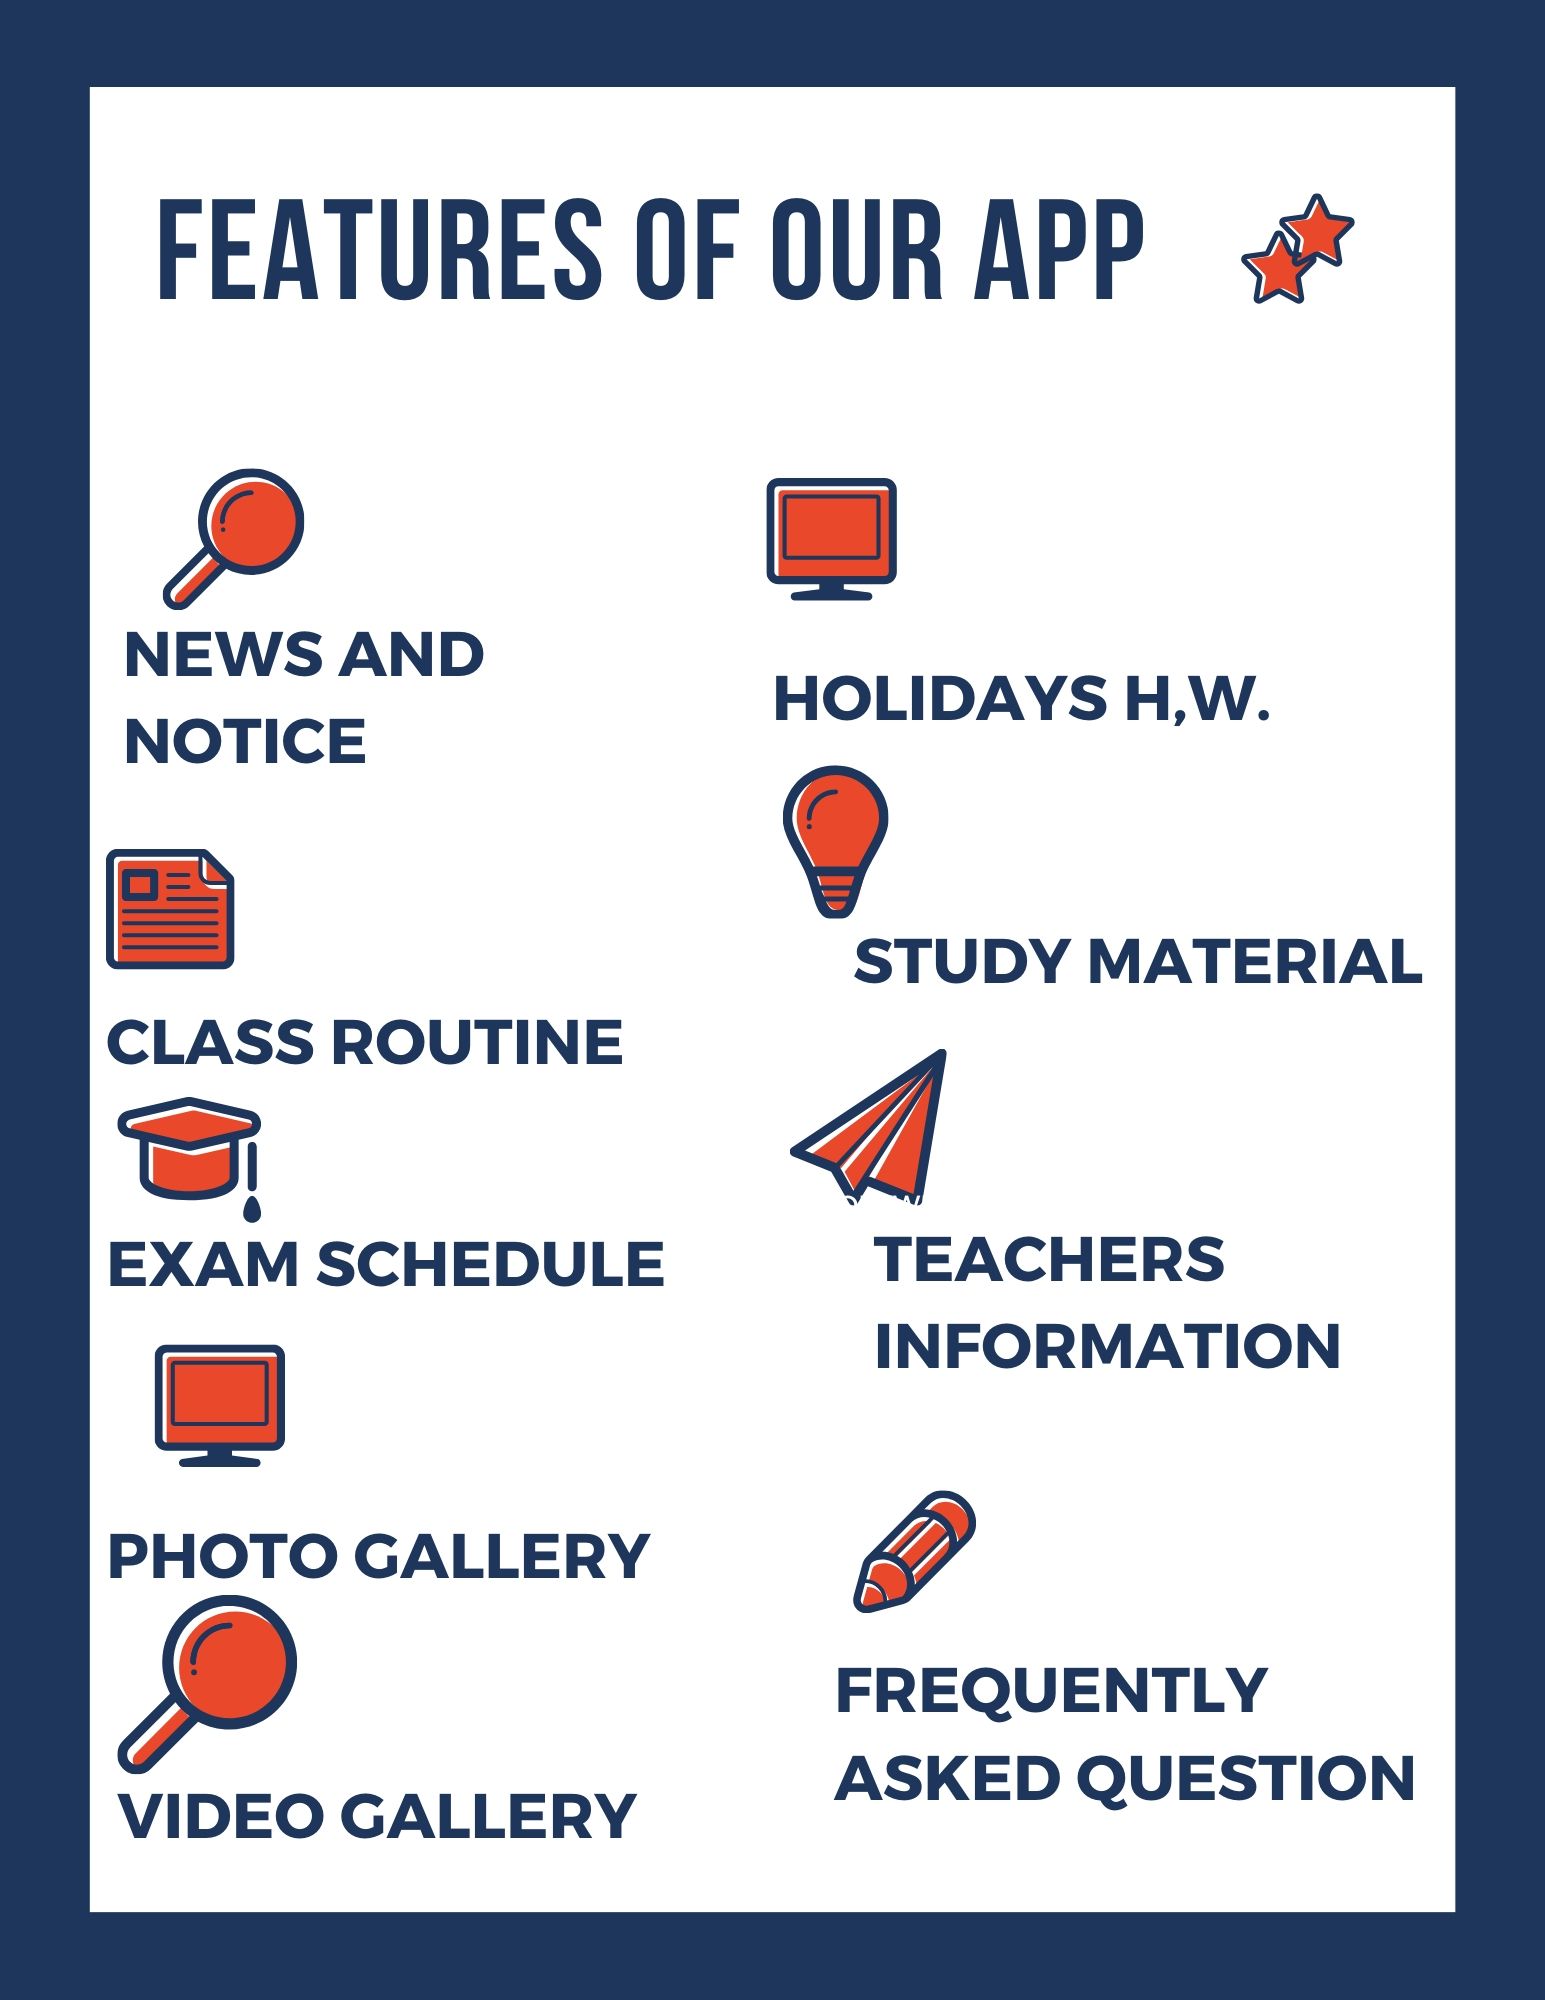 FEATURES OF OUR APP
NEWS AND
NOTICE
CLASS ROUTINE
EXAM SCHEDULE
PHOTO GALLERY
VIDEO GALLERY
HOLIDAYS H,W.
STUDY MATERIAL
TEACHERS
INFORMATION
FREQUENTLY
ASKED QUESTION